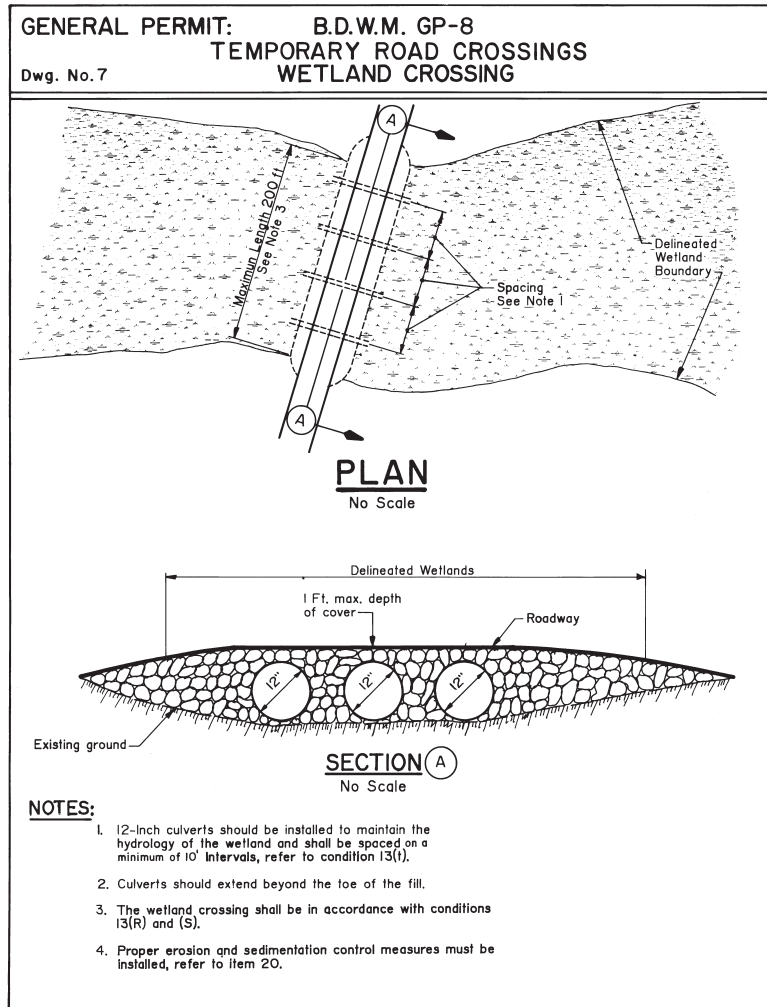 GENERAL PERMIT: B.D.W.M. GP-8
TEMPORARY ROAD CROSSINGS
Dwg. No. 7 WETLAND CROSSING
A
Maximun Length 200 ft
See Note 3
Delineated
Wetland
Boundary
Spacing
See Note 1
A
PLAN
No Scale
Delineated Wetlands
1 Ft. max. depth
of cover
Roadway
12" 12" 12"
Existing ground
SECTION A
No Scale
NOTES:
1. 12-Inch culverts should be installed to maintain the
hydrology of the wetland and shall be spaced on a
minimum of 10' Intervals, refer to condition 13(t).
2. Culverts should extend beyond the toe of the fill.
3. The wetland crossing shall be in accordance with conditions
13(R) and (S).
4. Proper erosion and sedimentation control measures must be
installed, refer to item 20.